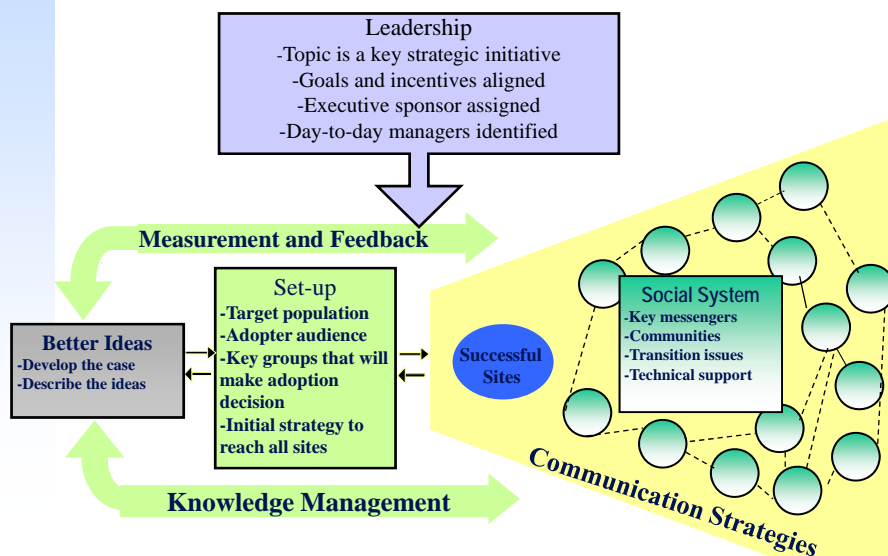 Leadership
-Topic is a key strategic initiative
-Goals and incentives aligned
-Executive sponsor assigned
-Day-to-day managers identified
Measurement and Feedback
Better Ideas
-Develop the case
-Describe the ideas
Set-up
-Target population
-Adopter audience
-Key groups that will
make adoption
decision
-Initial strategy to
reach all sites
Successful
Sites
Social System
-Key messengers
-Communities
-Transition issues
-Technical support
Knowledge Management
Communication Strategies